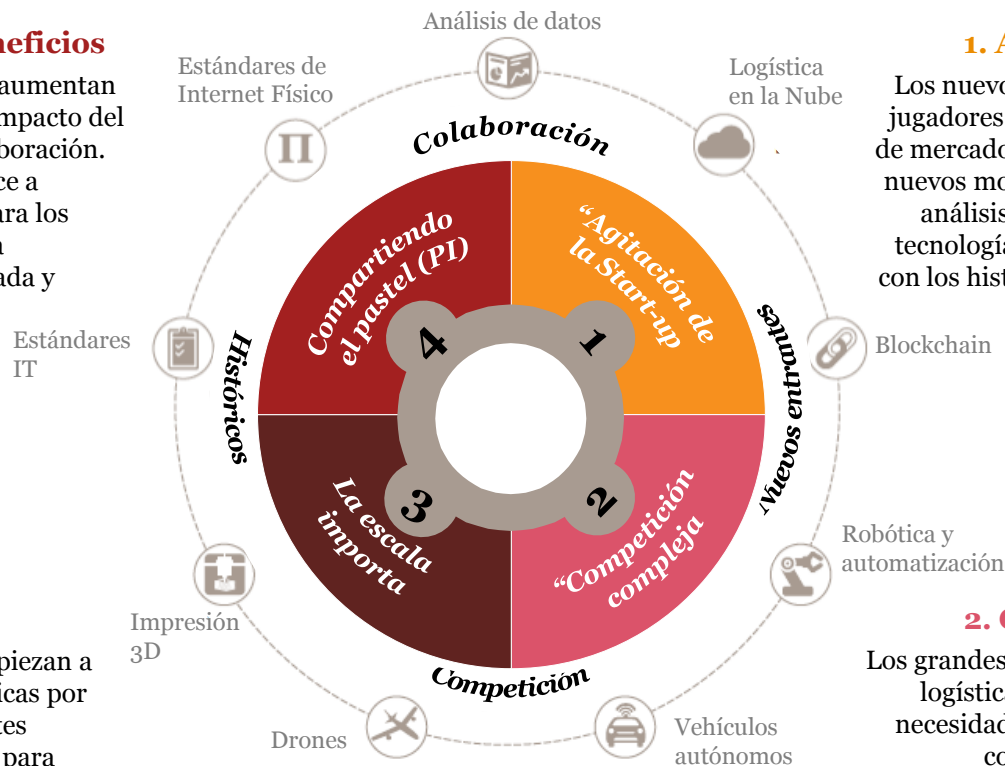 neficios
aumentan
mpacto del
boración.
ce a
ara los
a
ada y
Análisis de datos
Estándares de
Internet Físico
Logística
en la Nube
1. A
Los nuevo
jugadores
de mercado
nuevos mo
análisis
tecnología
con los hist
Colaboración
Compartiendo
el pastel (PI)
“Agitación de
la Start-up
4
1
Estándares
IT
Históricos
Nuevos entrantes
Blockchain
3
2
La escala
importa
“Competición
compleja
Competición
Robótica y
automatización
Impresión
3D
Drones
Vehículos
autónomos
piezan a
icas por
tes
para
2. C
Los grandes
logística
necesidad
co